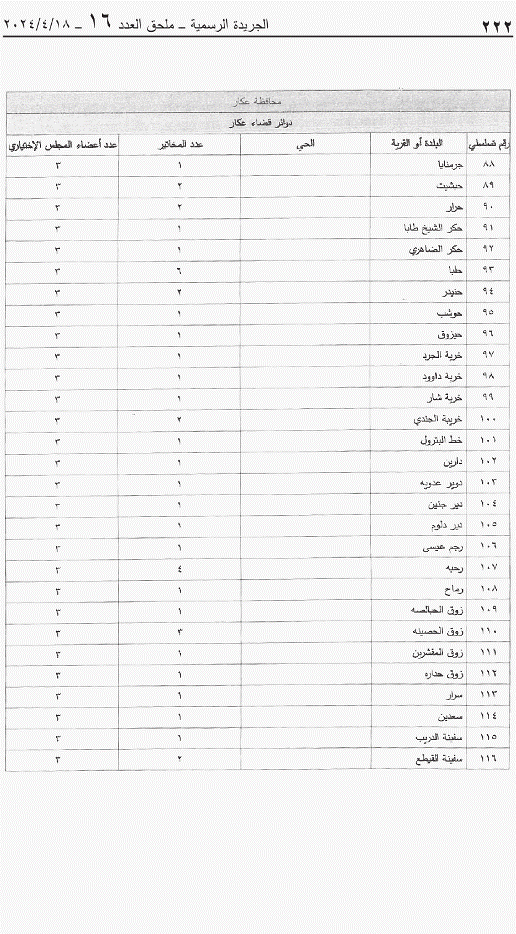 ٢٢٢ الجريدة الرسمية – ملحق العدد ١٦ – ٢٠٢٤/٤/١٨
محافظة عكار
دوائر قضاء عكار
رقم تسلسلي البلدة أو القرية الحي عدد المخاتير عدد أعضاء المجلس الإختياري
٨٨ جرمنايا ١ ٣
٨٩ حبشيت ٢ ٣
٩٠ حرار ٢ ٣
٩١ حكر الشيخ طابا ١ ٣
٩٢ حكر الضاهري ١ ٣
٩٣ حلبا ٦ ٣
٩٤ حنيدر ٢ ٣
٩٥ حوشب ١ ٣
٩٦ حيزوق ١ ٣
٩٧ خربة الجرد ١ ٣
٩٨ خربة داوود ١ ٣
٩٩ خربة شار ١ ٣
١٠٠ خريبة الجندي ٢ ٣
١٠١ خط البترول ١ ٣
١٠٢ دارين ١ ٣
١٠٣ دوير عدويه ١ ٣
١٠٤ دير جنين ١ ٣
١٠٥ دير دلوم ١ ٣
١٠٦ رجم عيسى ١ ٣
١٠٧ رحبه ٤ ٣
١٠٨ رماح ١ ٣
١٠٩ زوق الحبالصه ١ ٣
١١٠ زوق الحصينه ٣ ٣
١١١ زوق المقشرين ١ ٣
١١٢ زوق حداره ١ ٣
١١٣ سرار ١ ٣
١١٤ سعدين ١ ٣
١١٥ سفينة الدريب ١ ٣
١١٦ سفينة القيطع ٢ ٣